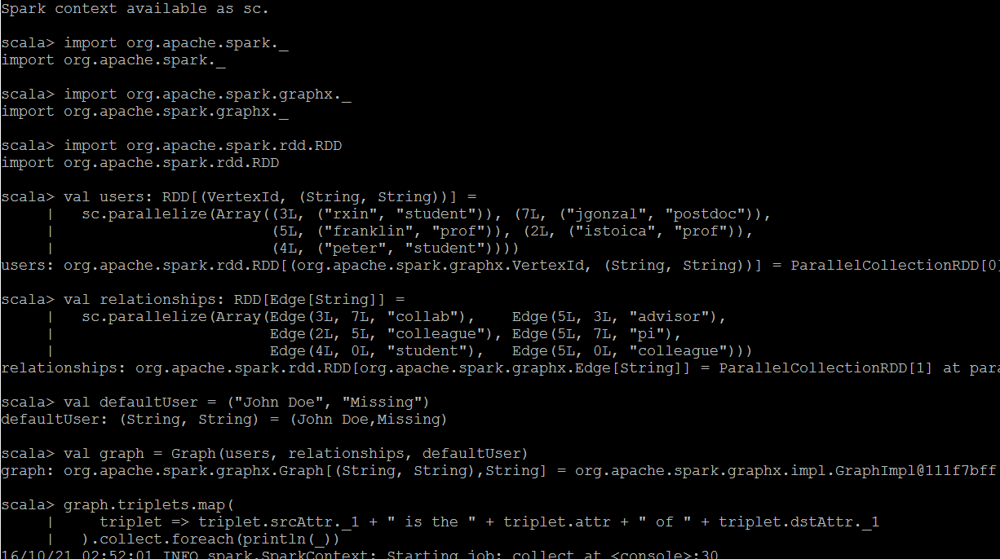 Spark context available as sc.
scala> import org.apache.spark._
import org.apache.spark._
scala> import org.apache.spark.graphx._
import org.apache.spark.graphx._
scala> import org.apache.spark.rdd.RDD
import org.apache.spark.rdd.RDD
scala> val users: RDD[(VertexId, (String, String))] =
| sc.parallelize(Array((3L, ("rxin", "student")), (7L, ("jgonzal", "postdoc")),
| (5L, ("franklin", "prof")), (2L, ("istoica", "prof")),
| (4L, ("peter", "student"))))
users: org.apache.spark.rdd.RDD[(org.apache.spark.graphx.VertexId, (String, String))] = ParallelCollectionRDD[0]
scala> val relationships: RDD[Edge[String]] =
| sc.parallelize(Array(Edge(3L, 7L, "collab"), Edge(5L, 3L, "advisor"),
| Edge(2L, 5L, "colleague"), Edge(5L, 7L, "pi"),
| Edge(4L, 0L, "student"), Edge(5L, 0L, "colleague")))
relationships: org.apache.spark.rdd.RDD[org.apache.spark.graphx.Edge[String]] = ParallelCollectionRDD[1] at para
scala> val defaultUser = ("John Doe", "Missing")
defaultUser: (String, String) = (John Doe,Missing)
scala> val graph = Graph(users, relationships, defaultUser)
graph: org.apache.spark.graphx.Graph[(String, String),String] = org.apache.spark.graphx.impl.GraphImpl@111f7bff
scala> graph.triplets.map(
| triplet => triplet.srcAttr._1 + " is the " + triplet.attr + " of " + triplet.dstAttr._1
| ).collect.foreach(println(_))
16/10/21 02:52:01 INFO spark.SparkContext: Starting job: collect at <console>:30